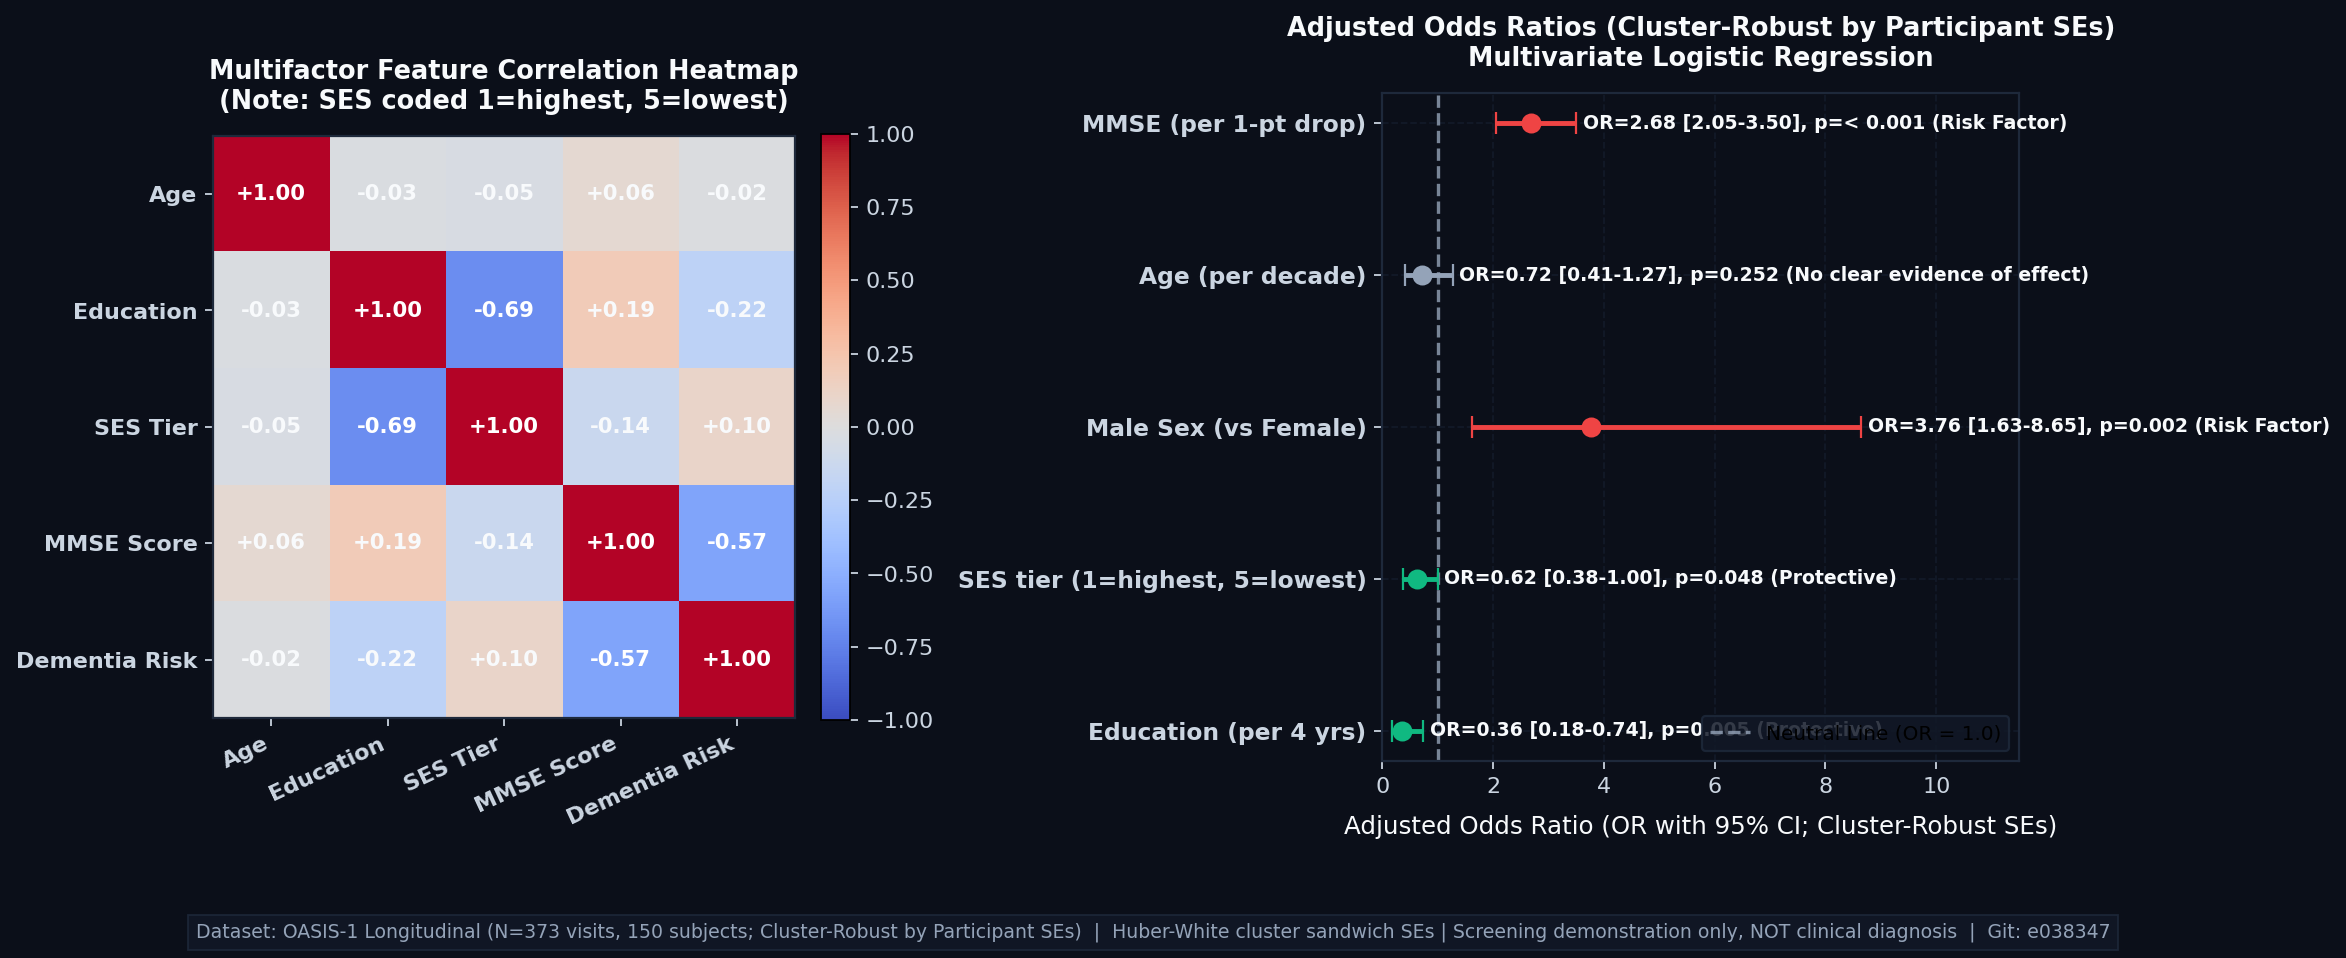 Multifactor Feature Correlation Heatmap
(Note: SES coded 1=highest, 5=lowest)
Age
+1.00 -0.03 -0.05 +0.06 -0.02
Education
-0.03 +1.00 -0.69 +0.19 -0.22
SES Tier
-0.05 -0.69 +1.00 -0.14 +0.10
MMSE Score
+0.06 +0.19 -0.14 +1.00 -0.57
Dementia Risk
-0.02 -0.22 +0.10 -0.57 +1.00
Age
Education
SES Tier
MMSE Score
Dementia Risk
1.00
0.75
0.50
0.25
0.00
−0.25
−0.50
−0.75
−1.00
Adjusted Odds Ratios (Cluster-Robust by Participant SEs)
Multivariate Logistic Regression
MMSE (per 1-pt drop)
OR=2.68 [2.05-3.50], p=< 0.001 (Risk Factor)
Age (per decade)
OR=0.72 [0.41-1.27], p=0.252 (No clear evidence of effect)
Male Sex (vs Female)
OR=3.76 [1.63-8.65], p=0.002 (Risk Factor)
SES tier (1=highest, 5=lowest)
OR=0.62 [0.38-1.00], p=0.048 (Protective)
Education (per 4 yrs)
OR=0.36 [0.18-0.74], p=0.005 (Protective)
Neutral Line (OR = 1.0)
0 2 4 6 8 10
Adjusted Odds Ratio (OR with 95% CI; Cluster-Robust SEs)
Dataset: OASIS-1 Longitudinal (N=373 visits, 150 subjects; Cluster-Robust by Participant SEs) | Huber-White cluster sandwich SEs | Screening demonstration only, NOT clinical diagnosis | Git: e038347